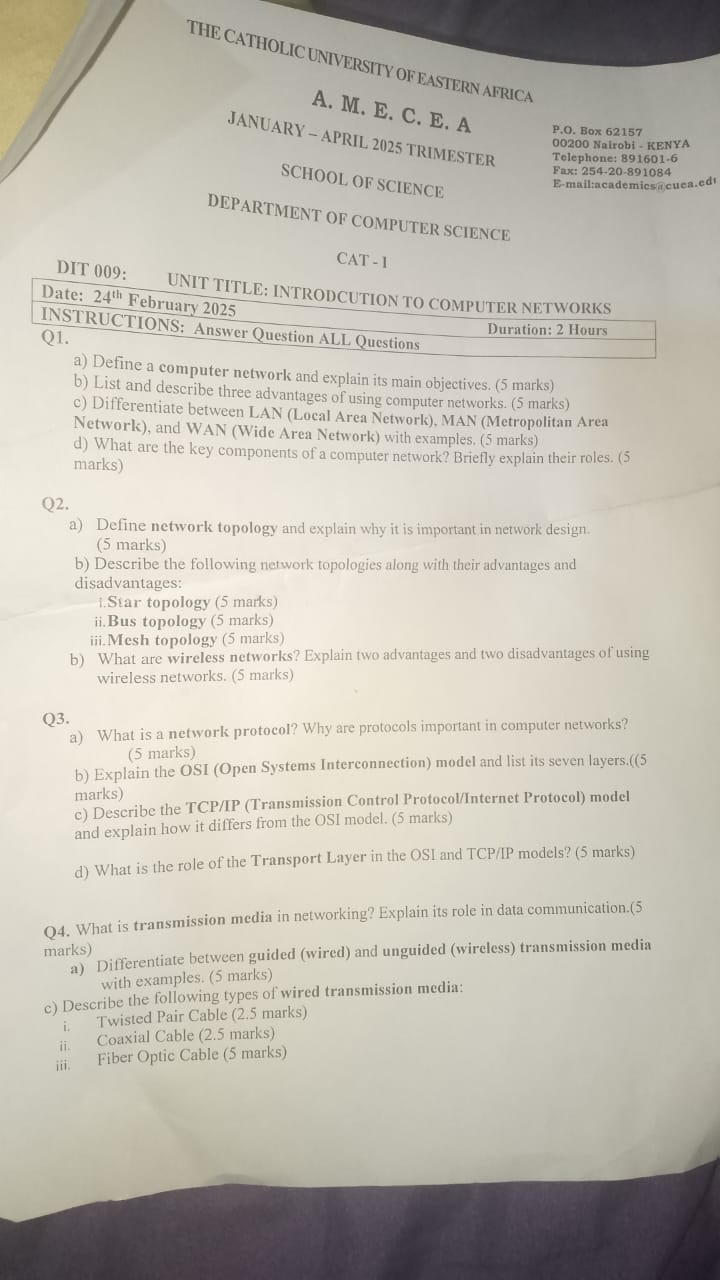 THE CATHOLIC UNIVERSITY OF EASTERN AFRICA
A. M. E. C. E. A
JANUARY – APRIL 2025 TRIMESTER
SCHOOL OF SCIENCE
DEPARTMENT OF COMPUTER SCIENCE
P.O. Box 62157
00200 Nairobi - KENYA
Telephone: 891601-6
Fax: 254-20-891084
E-mail:academics@cuea.edu
CAT - I
DIT 009: UNIT TITLE: INTRODCUTION TO COMPUTER NETWORKS
Date: 24th February 2025 Duration: 2 Hours
INSTRUCTIONS: Answer Question ALL Questions
Q1.
a) Define a computer network and explain its main objectives. (5 marks)
b) List and describe three advantages of using computer networks. (5 marks)
c) Differentiate between LAN (Local Area Network), MAN (Metropolitan Area
Network), and WAN (Wide Area Network) with examples. (5 marks)
d) What are the key components of a computer network? Briefly explain their roles. (5
marks)
Q2.
a) Define network topology and explain why it is important in network design.
(5 marks)
b) Describe the following network topologies along with their advantages and
disadvantages:
i.Star topology (5 marks)
ii.Bus topology (5 marks)
iii.Mesh topology (5 marks)
b) What are wireless networks? Explain two advantages and two disadvantages of using
wireless networks. (5 marks)
Q3.
a) What is a network protocol? Why are protocols important in computer networks?
(5 marks)
b) Explain the OSI (Open Systems Interconnection) model and list its seven layers.((5
marks)
c) Describe the TCP/IP (Transmission Control Protocol/Internet Protocol) model
and explain how it differs from the OSI model. (5 marks)
d) What is the role of the Transport Layer in the OSI and TCP/IP models? (5 marks)
Q4. What is transmission media in networking? Explain its role in data communication.(5
marks)
a) Differentiate between guided (wired) and unguided (wireless) transmission media
with examples. (5 marks)
c) Describe the following types of wired transmission media:
i. Twisted Pair Cable (2.5 marks)
ii. Coaxial Cable (2.5 marks)
iii. Fiber Optic Cable (5 marks)